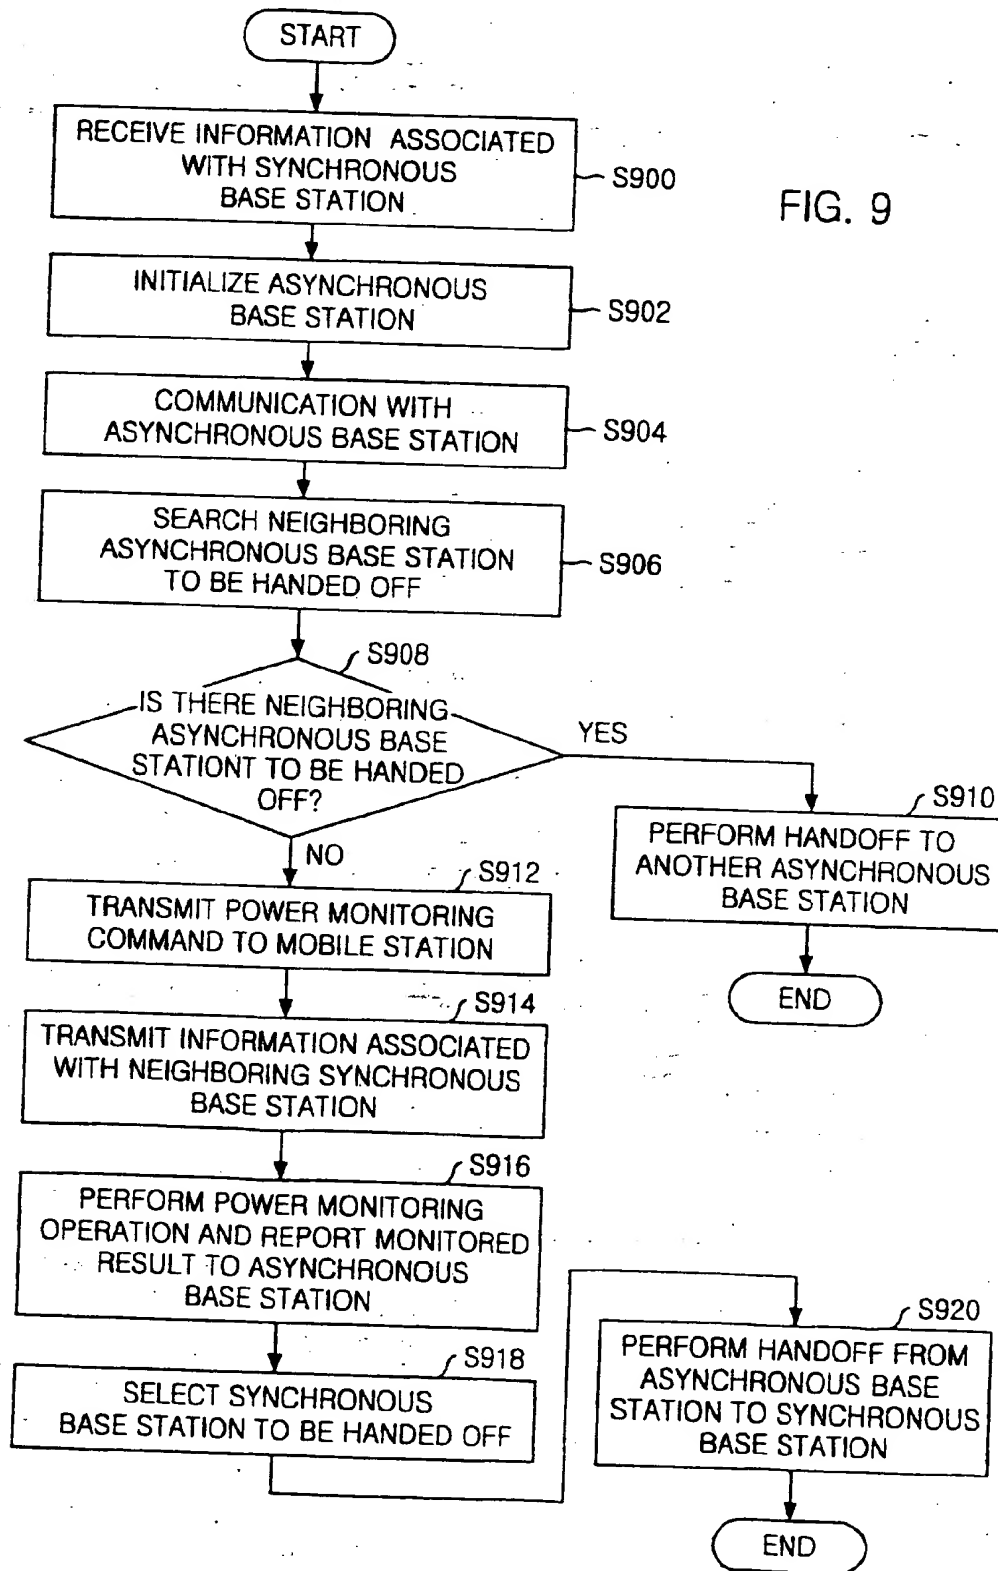 START
RECEIVE INFORMATION ASSOCIATED
WITH SYNCHRONOUS
BASE STATION
S900
FIG. 9
INITIALIZE ASYNCHRONOUS
BASE STATION
S902
COMMUNICATION WITH
ASYNCHRONOUS BASE STATION
S904
SEARCH NEIGHBORING
ASYNCHRONOUS BASE STATION
TO BE HANDED OFF
S906
S908
IS THERE NEIGHBORING
ASYNCHRONOUS BASE
STATIONT TO BE HANDED
OFF?
YES
NO
S910
PERFORM HANDOFF TO
ANOTHER ASYNCHRONOUS
BASE STATION
END
S912
TRANSMIT POWER MONITORING
COMMAND TO MOBILE STATION
S914
TRANSMIT INFORMATION ASSOCIATED
WITH NEIGHBORING SYNCHRONOUS
BASE STATION
S916
PERFORM POWER MONITORING
OPERATION AND REPORT MONITORED
RESULT TO ASYNCHRONOUS
BASE STATION
S918
SELECT SYNCHRONOUS
BASE STATION TO BE HANDED OFF
S920
PERFORM HANDOFF FROM
ASYNCHRONOUS BASE
STATION TO SYNCHRONOUS
BASE STATION
END